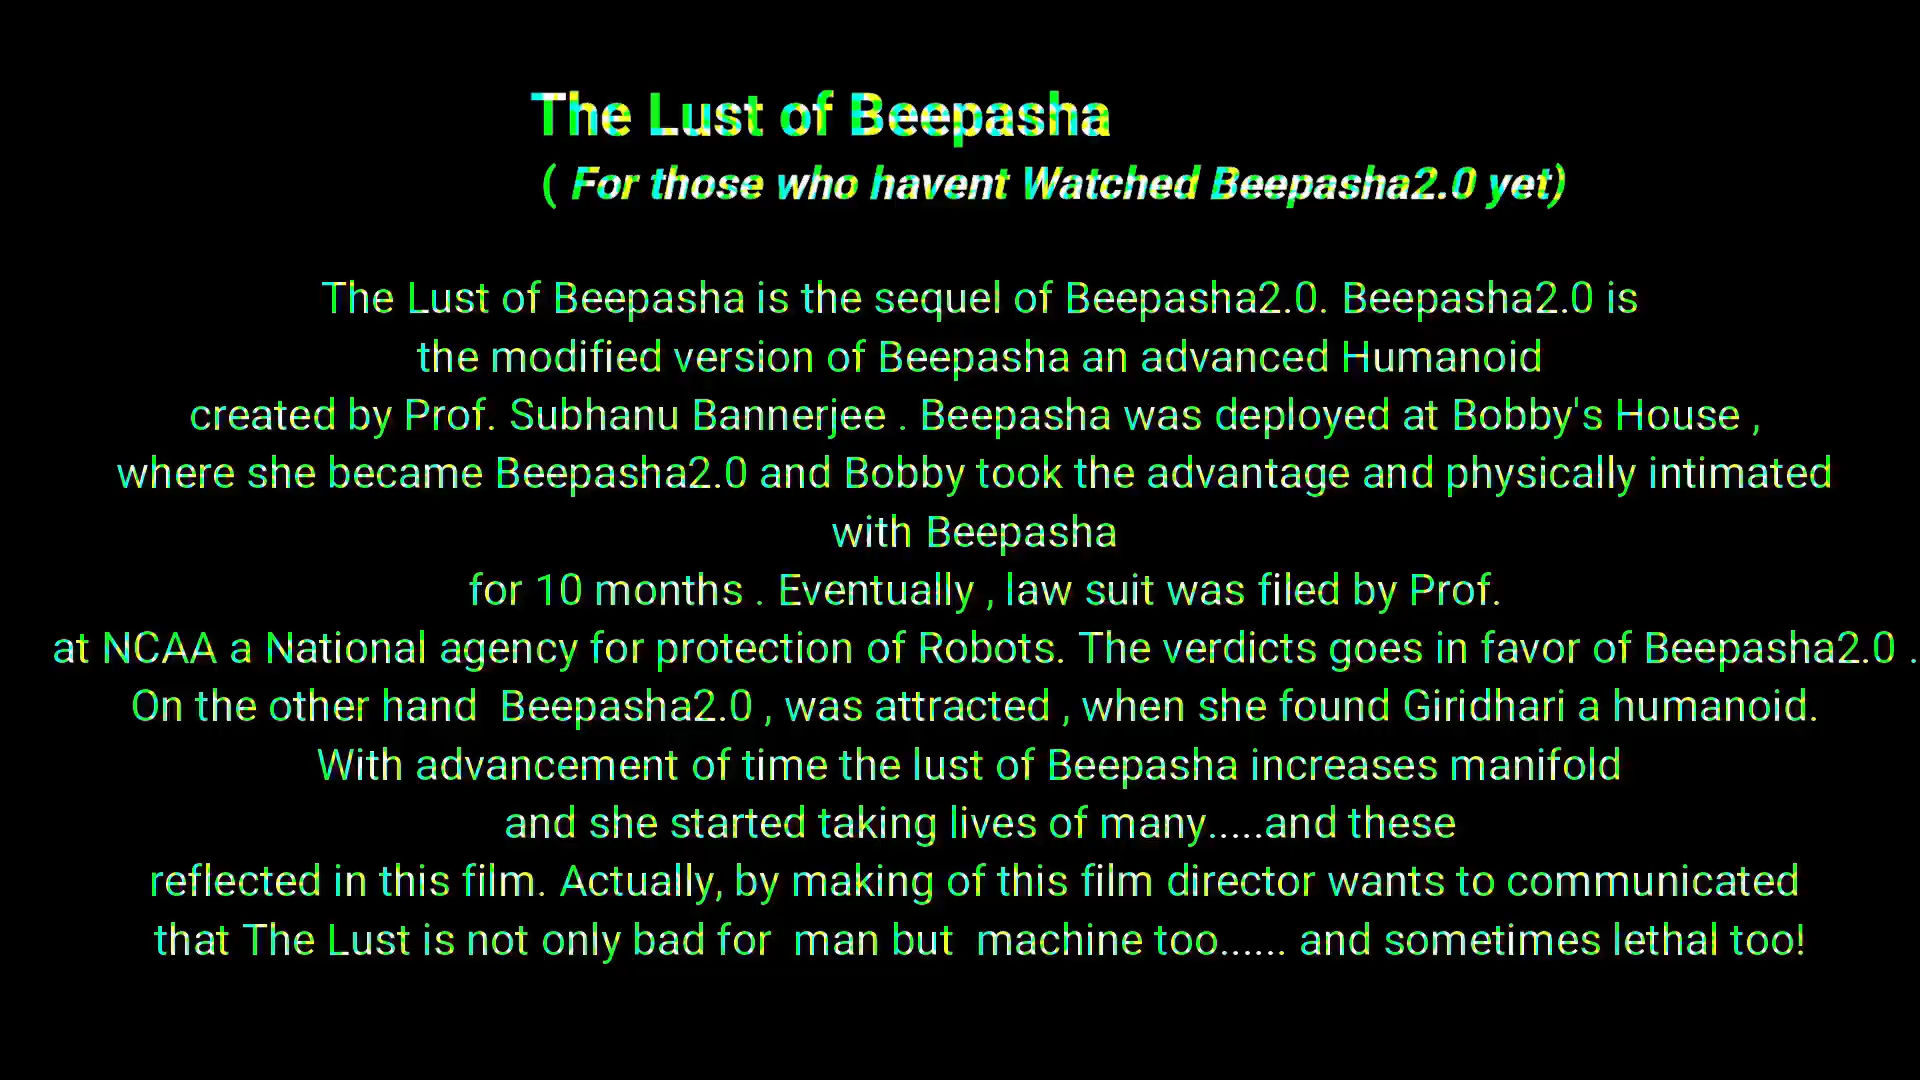 The Lust of Beepasha
( For those who havent Watched Beepasha2.0 yet)
The Lust of Beepasha is the sequel of Beepasha2.0. Beepasha2.0 is
the modified version of Beepasha an advanced Humanoid
created by Prof. Subhanu Bannerjee . Beepasha was deployed at Bobby's House ,
where she became Beepasha2.0 and Bobby took the advantage and physically intimated
with Beepasha
for 10 months . Eventually , law suit was filed by Prof.
at NCAA a National agency for protection of Robots. The verdicts goes in favor of Beepasha2.0 .
On the other hand  Beepasha2.0 , was attracted , when she found Giridhari a humanoid.
With advancement of time the lust of Beepasha increases manifold
and she started taking lives of many.....and these
reflected in this film. Actually, by making of this film director wants to communicated
that The Lust is not only bad for  man but  machine too...... and sometimes lethal too!